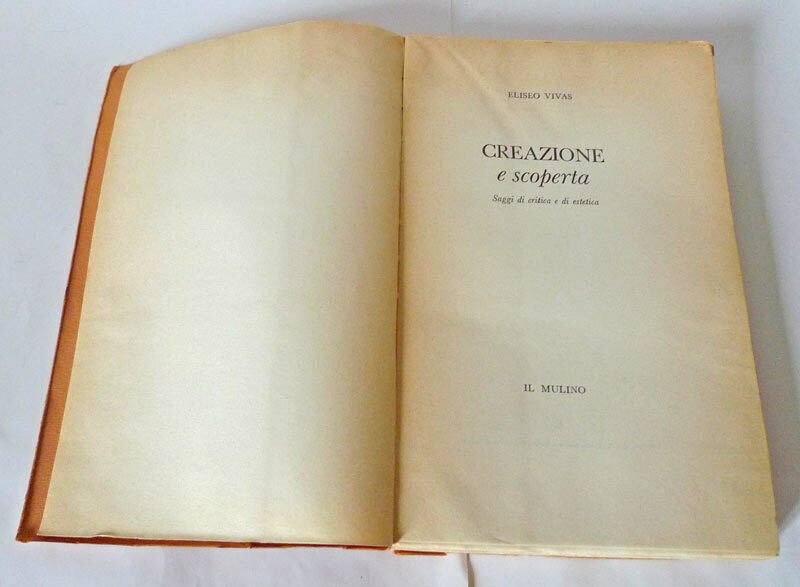 ELISEO VIVAS
CREAZIONE
e scoperta
Saggi di critica e di estetica
IL MULINO